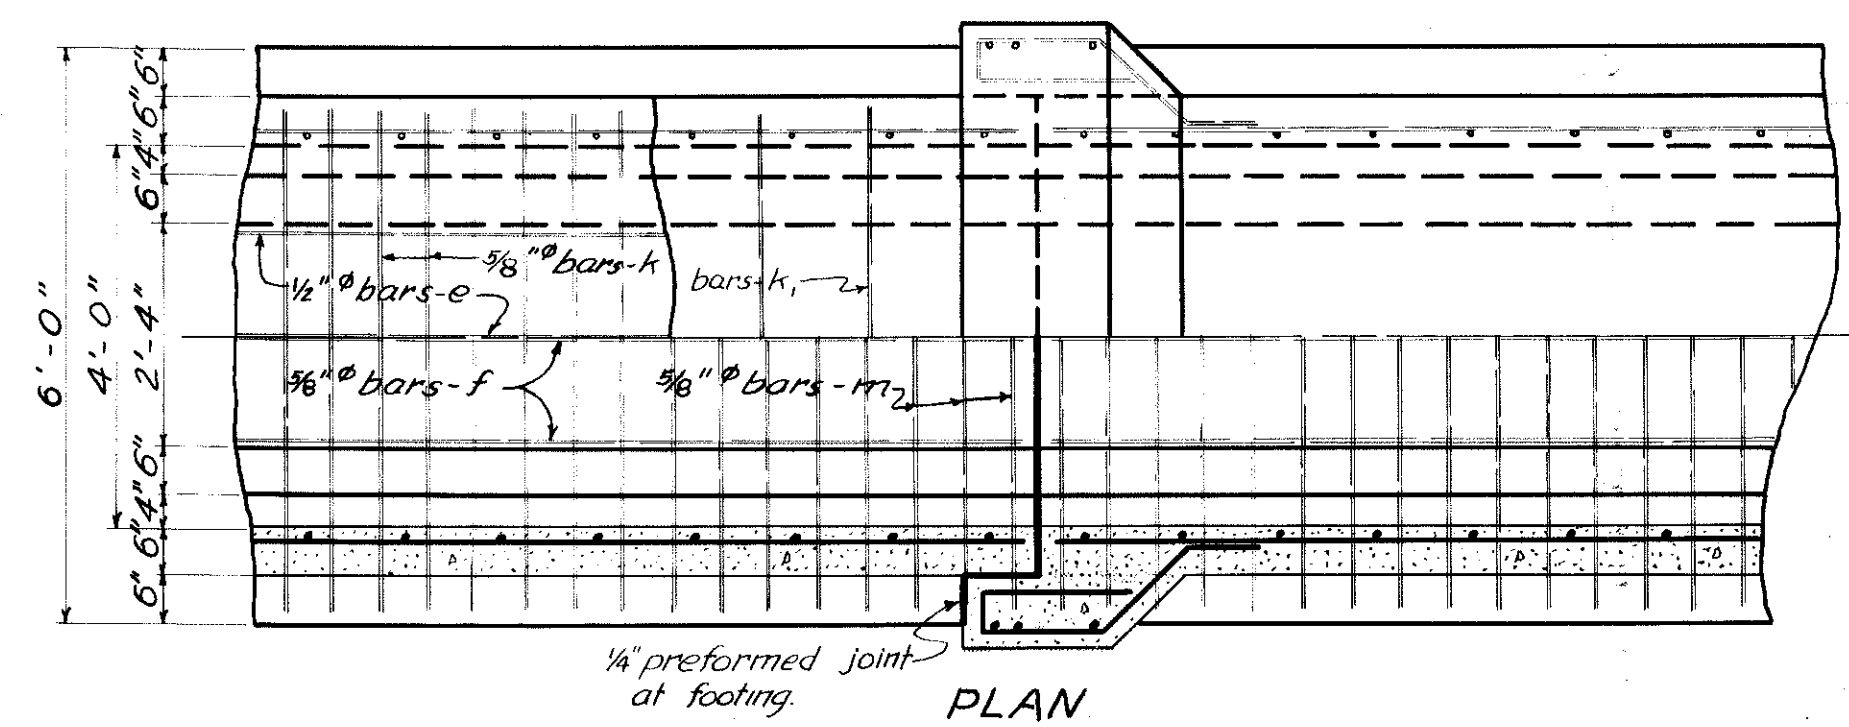 6'-0"
4'-0"
6"
6"
4"
6"
2'-4"
6"
4"
6"
6"
5/8"ø bars-k
1/2"ø bars-e
bars-k₁
5/8"ø bars-f
5/8"ø bars-m
1/4" preformed joint
at footing.
PLAN